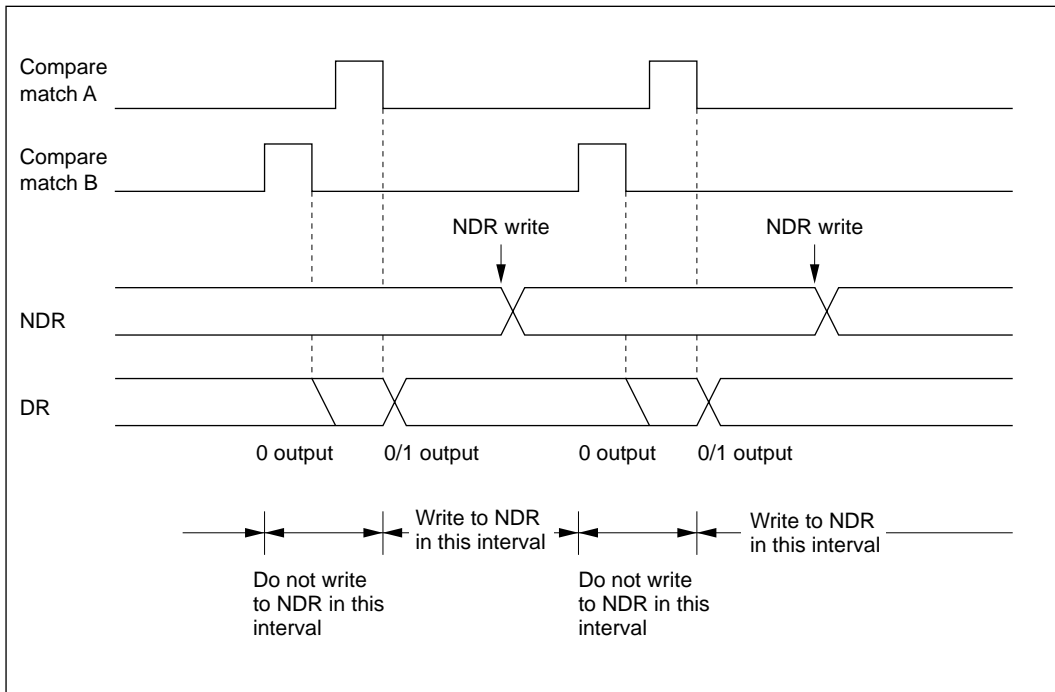 Compare
match A
Compare
match B
NDR write
NDR write
NDR
DR
0 output
0/1 output
0 output
0/1 output
Write to NDR
in this interval
Write to NDR
in this interval
Do not write
to NDR in this
interval
Do not write
to NDR in this
interval